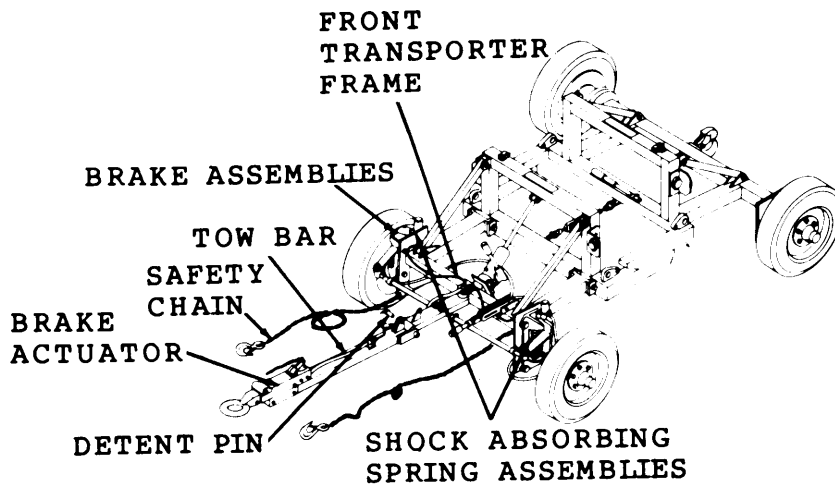 FRONT
TRANSPORTER
FRAME
BRAKE ASSEMBLIES
TOW BAR
SAFETY
CHAIN
BRAKE
ACTUATOR
DETENT PIN
SHOCK ABSORBING
SPRING ASSEMBLIES